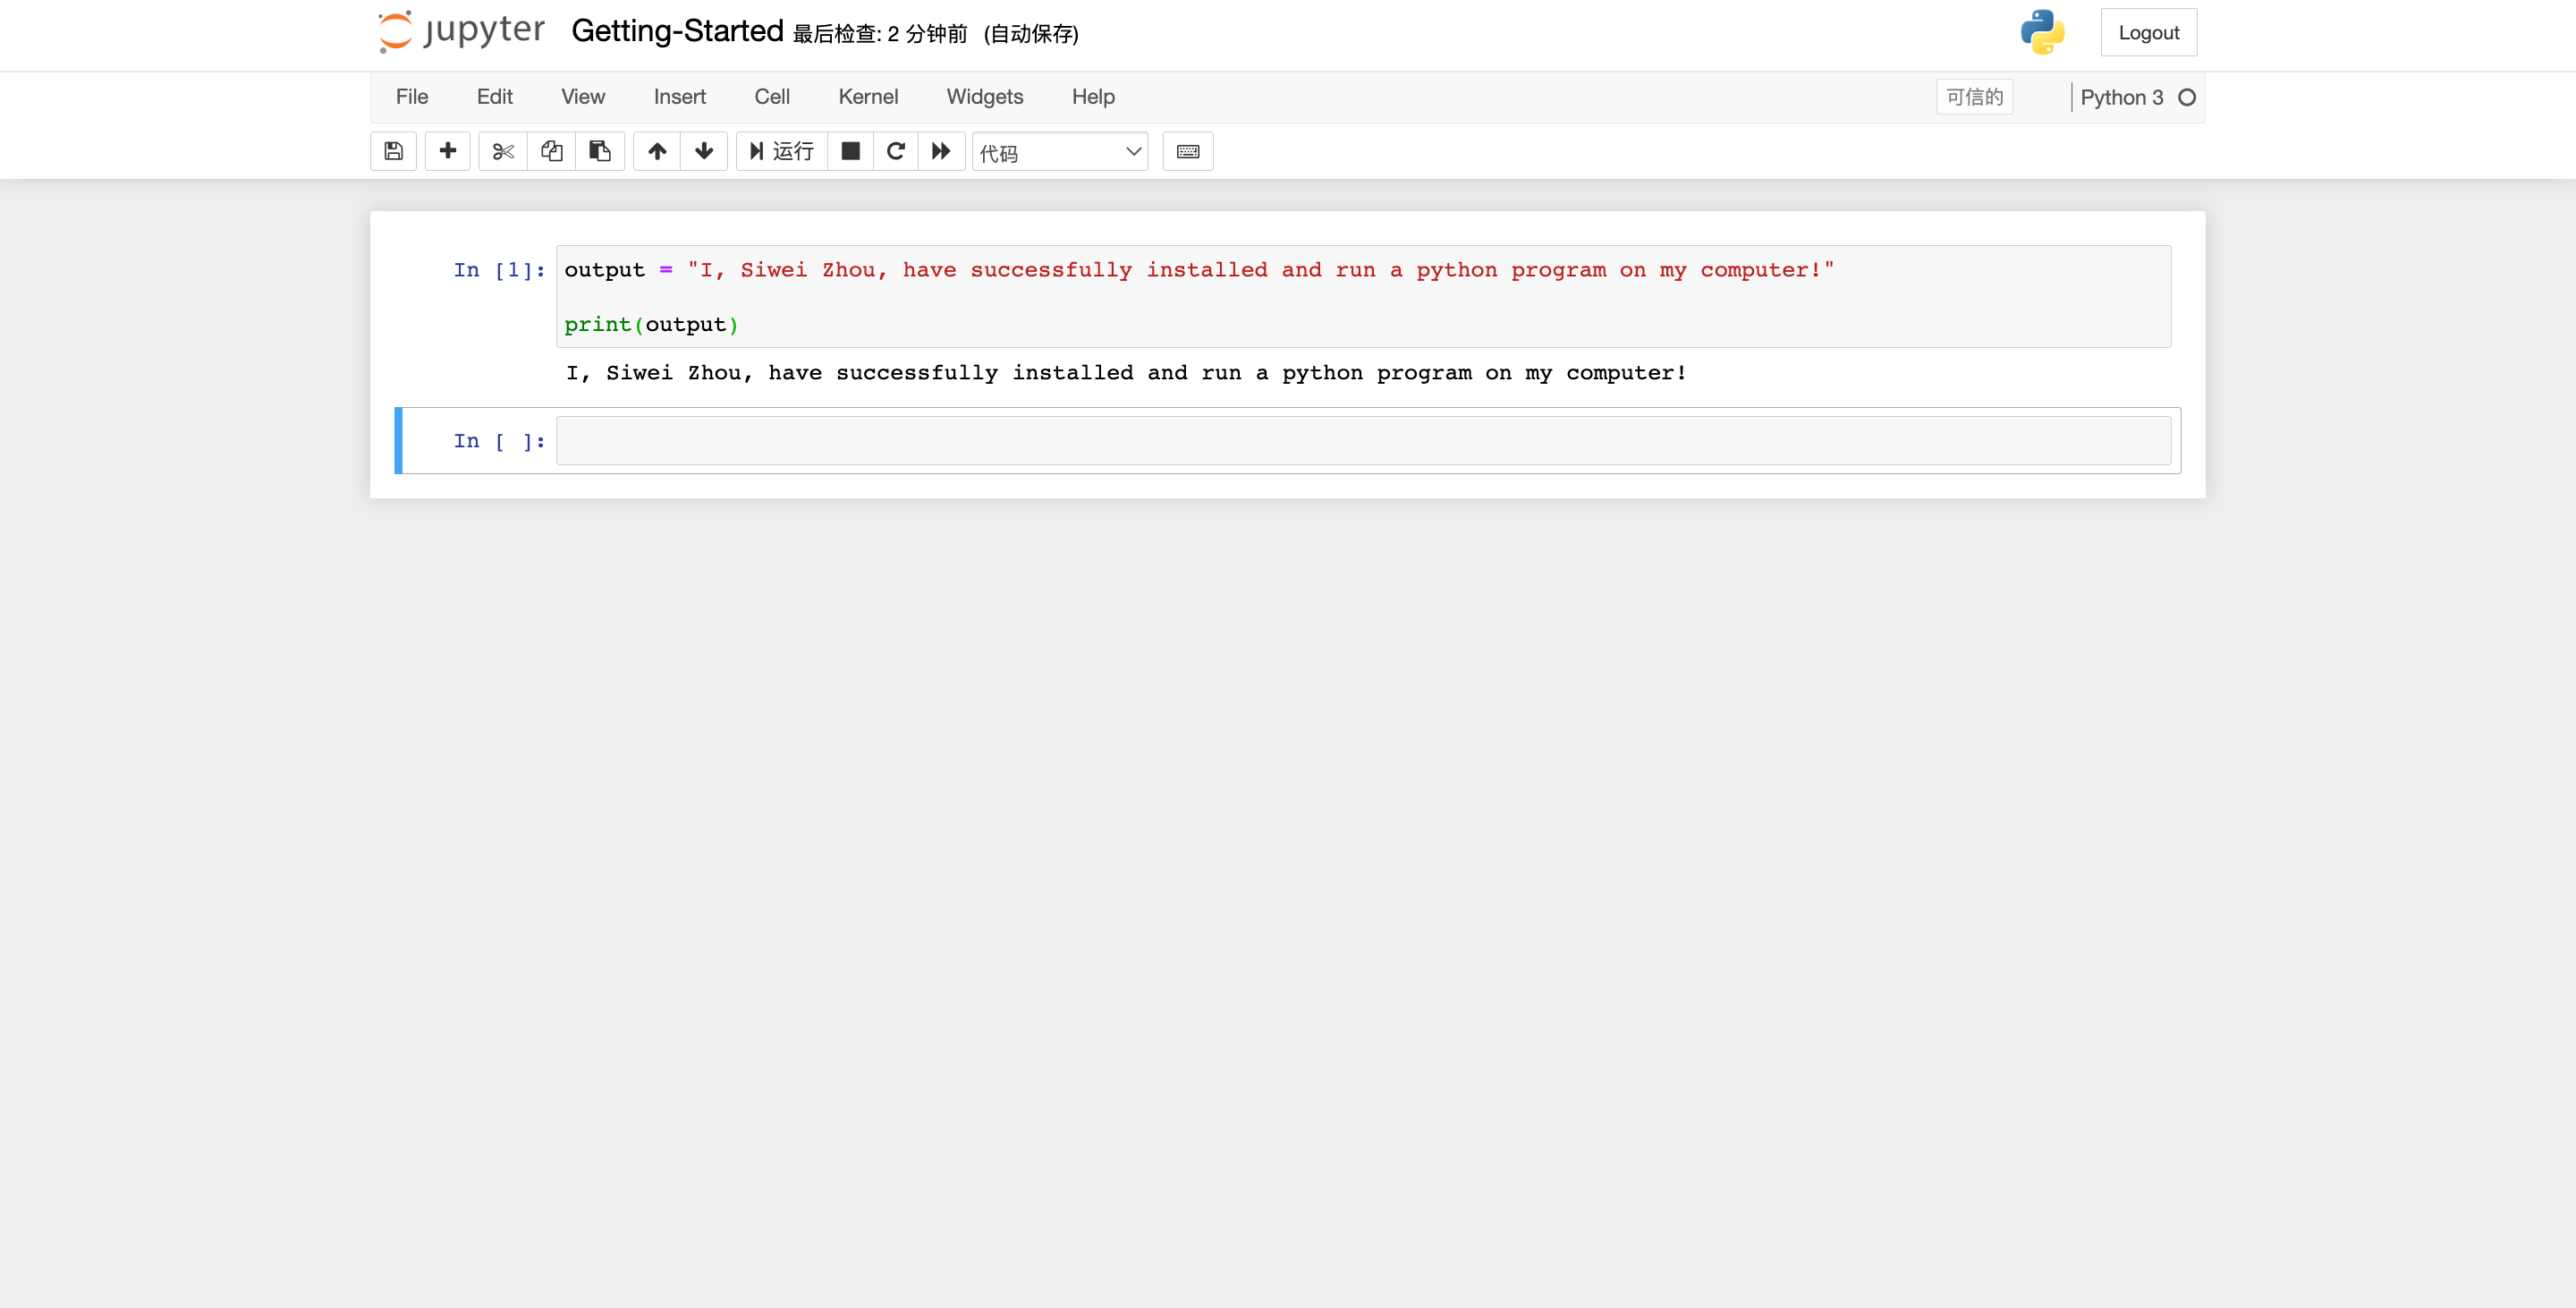 jupyter Getting-Started 最后检查: 2 分钟前 (自动保存) Logout
File Edit View Insert Cell Kernel Widgets Help 可信的 Python 3
运行 代码
In [1]: output = "I, Siwei Zhou, have successfully installed and run a python program on my computer!"
print(output)
I, Siwei Zhou, have successfully installed and run a python program on my computer!
In [ ]: